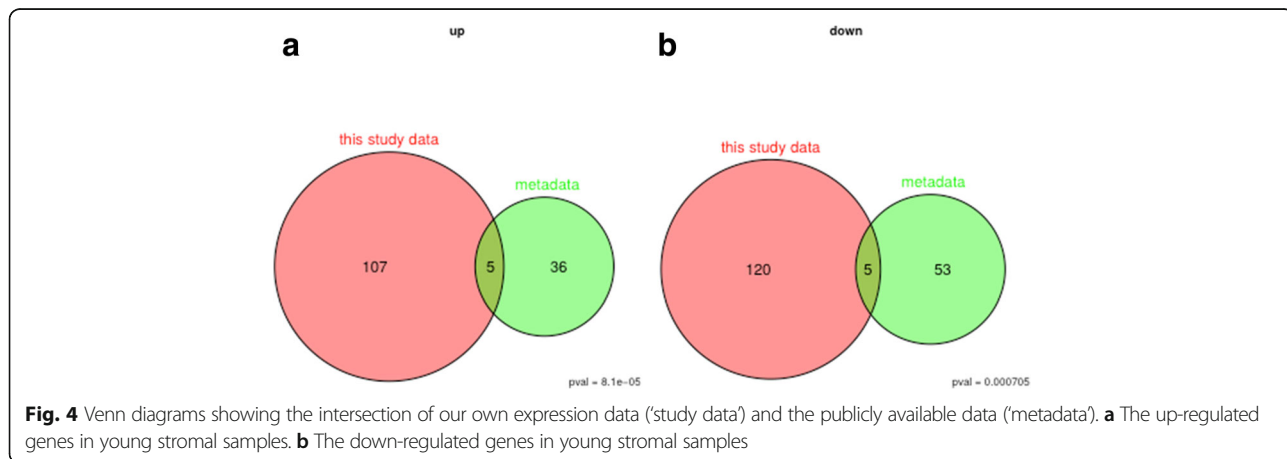 a
up
this study data
metadata
107
5
36
pval = 8.1e−05
b
down
this study data
metadata
120
5
53
pval = 0.000705
Fig. 4 Venn diagrams showing the intersection of our own expression data (‘study data’) and the publicly available data (‘metadata’). a The up-regulated
genes in young stromal samples. b The down-regulated genes in young stromal samples